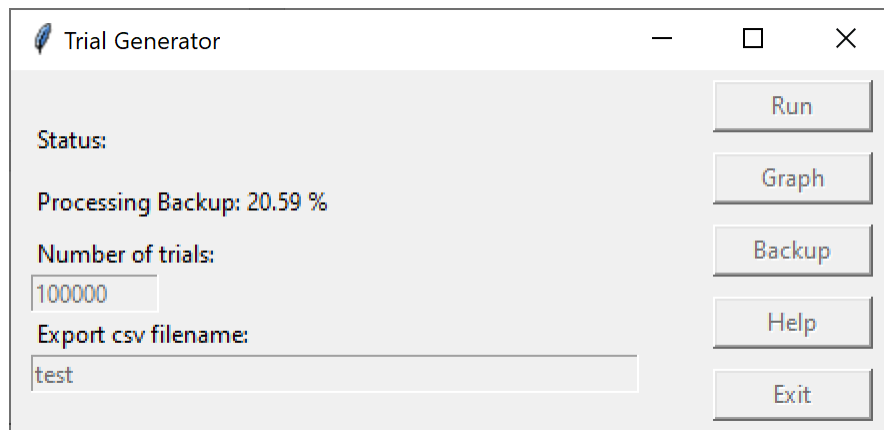 Trial Generator
Run
Status:
Graph
Processing Backup: 20.59 %
Backup
Number of trials:
100000
Help
Export csv filename:
test
Exit